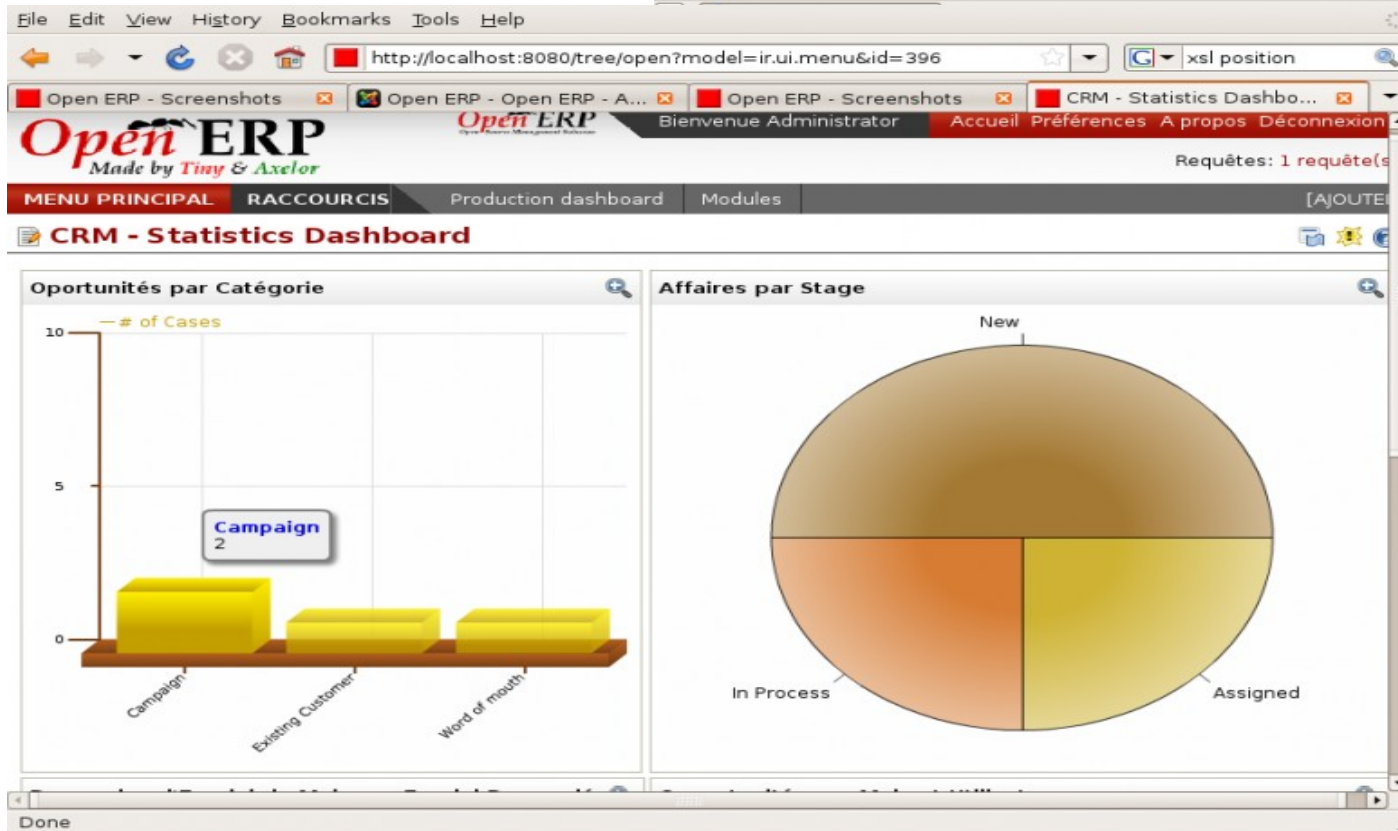 File Edit View History Bookmarks Tools Help
http://localhost:8080/tree/open?model=ir.ui.menu&id=396
G xsl position
Open ERP - Screenshots
Open ERP - Open ERP - A...
Open ERP - Screenshots
CRM - Statistics Dashbo...
Open ERP
Made by Tiny & Axelor
Open ERP
Bienvenue Administrator
Accueil Préférences A propos Déconnexion
Requêtes: 1 requête(s
MENU PRINCIPAL RACCOURCIS Production dashboard Modules [AJOUTE
CRM - Statistics Dashboard
Oportunités par Catégorie
# of Cases
10
5
0
Campaign
2
Campaign
Existing Customer
Word of mouth
Affaires par Stage
New
In Process
Assigned
Done